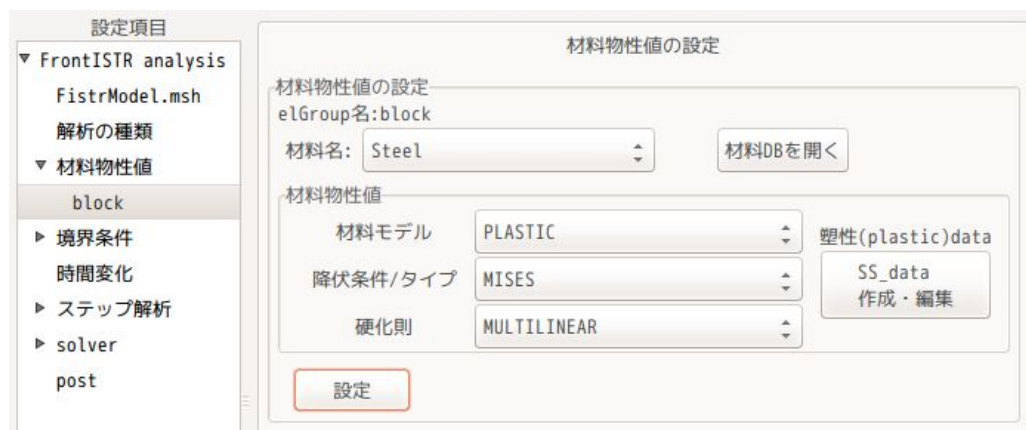 設定項目
FrontISTR analysis
FistrModel.msh
解析の種類
材料物性値
block
境界条件
時間変化
ステップ解析
solver
post
材料物性値の設定
材料物性値の設定
elGroup名:block
材料名: Steel 材料DBを開く
材料物性値
材料モデル PLASTIC 塑性(plastic)data
降伏条件/タイプ MISES SS_data
作成・編集
硬化則 MULTILINEAR
設定